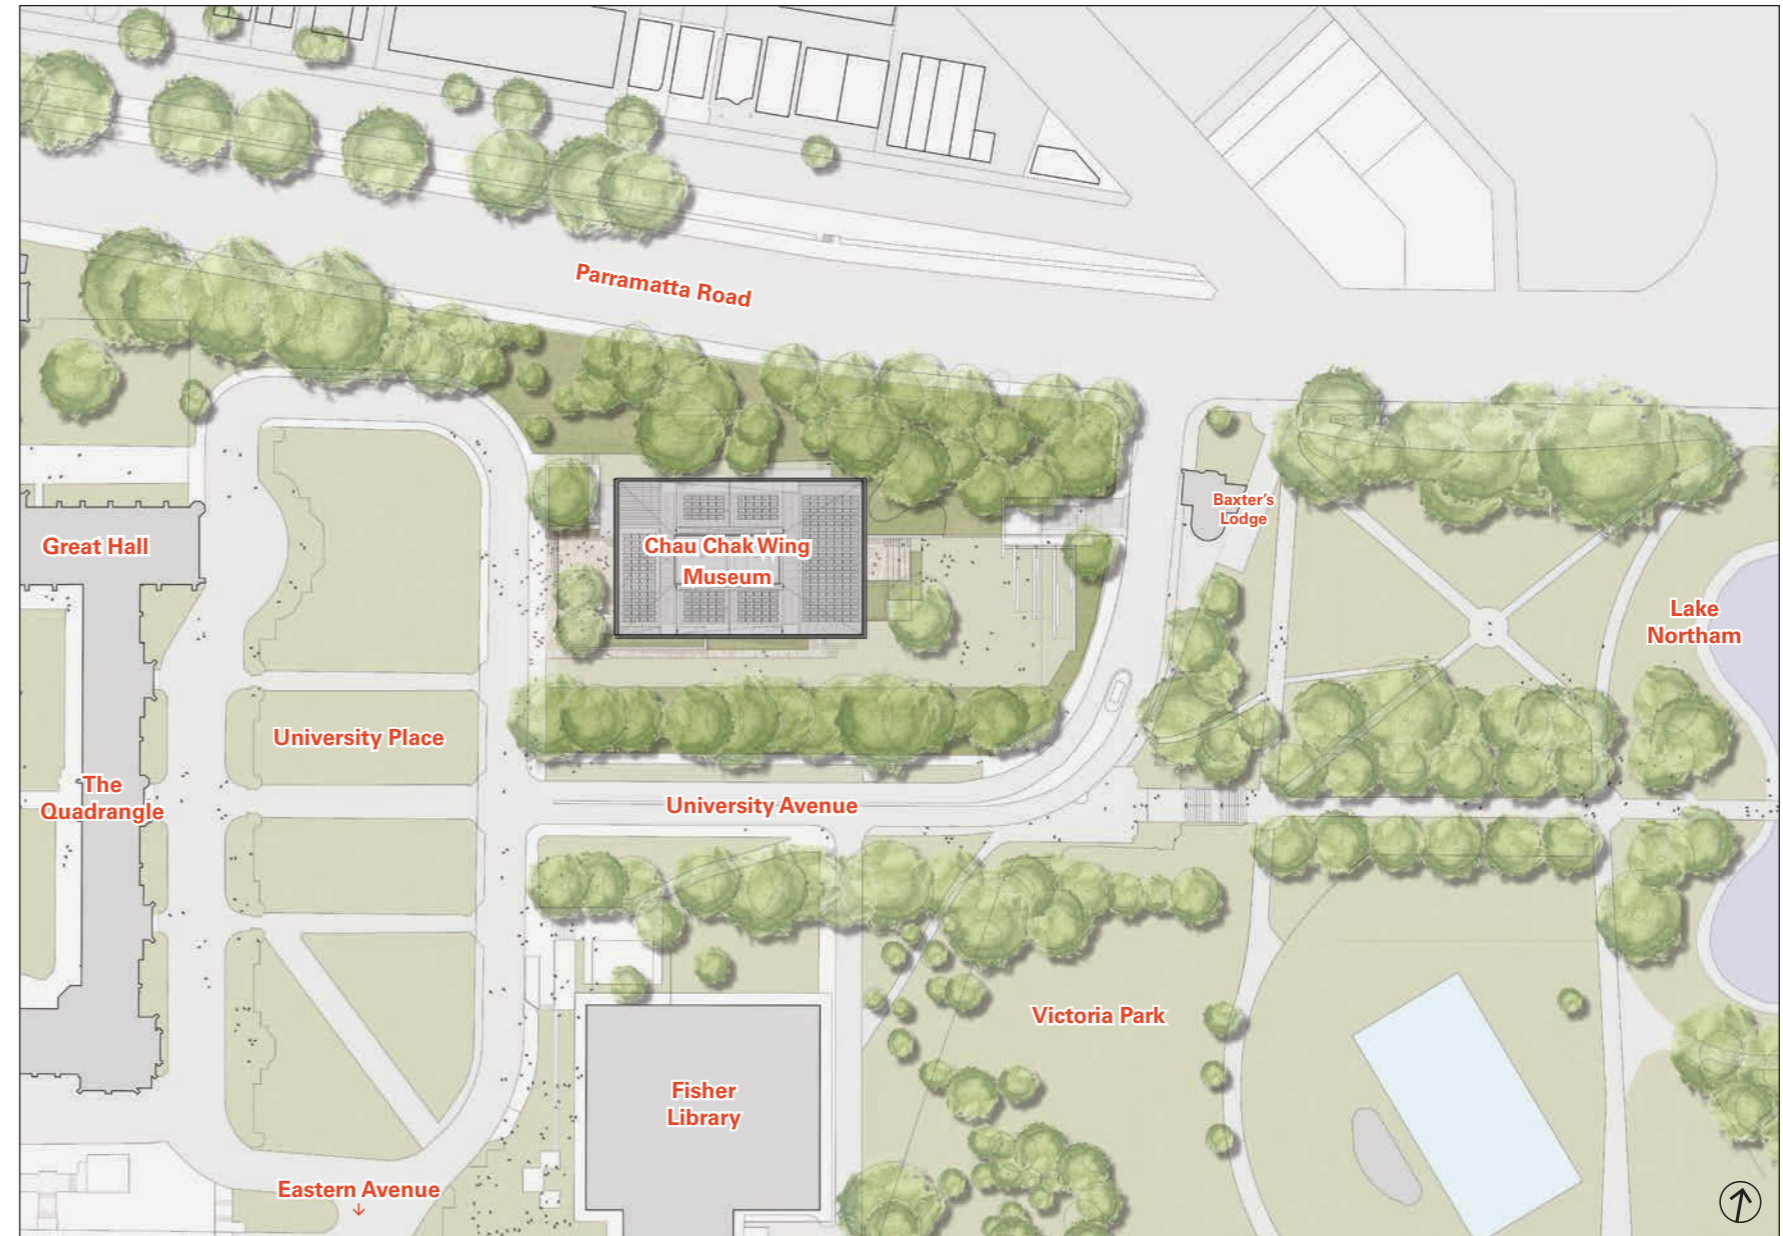 Parramatta Road
Baxter's
Lodge
Great Hall
Chau Chak Wing
Museum
Lake
Northam
University Place
The
Quadrangle
University Avenue
Victoria Park
Fisher
Library
Eastern Avenue